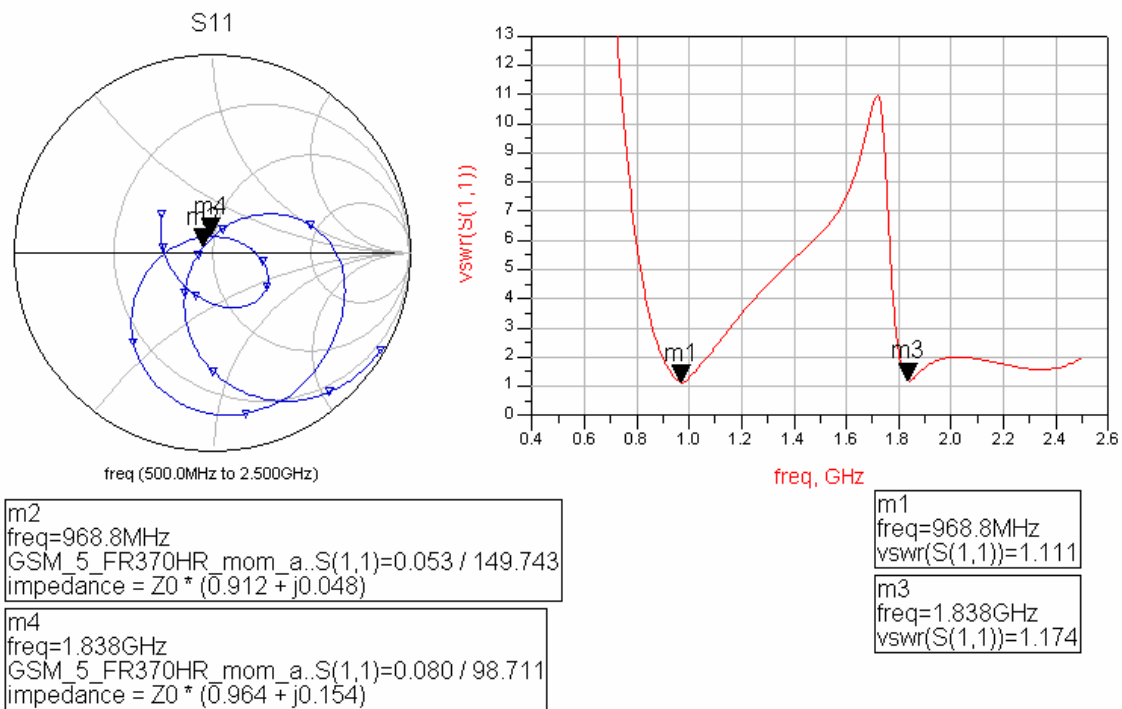 S11
m4
freq (500.0MHz to 2.500GHz)
vswr(S(1,1))
13
12
11
10
9
8
7
6
5
4
3
2
1
0
m1
m3
0.4
0.6
0.8
1.0
1.2
1.4
1.6
1.8
2.0
2.2
2.4
2.6
freq, GHz
m2
freq=968.8MHz
GSM_5_FR370HR_mom_a..S(1,1)=0.053 / 149.743
impedance = Z0 * (0.912 + j0.048)
m4
freq=1.838GHz
GSM_5_FR370HR_mom_a..S(1,1)=0.080 / 98.711
impedance = Z0 * (0.964 + j0.154)
m1
freq=968.8MHz
vswr(S(1,1))=1.111
m3
freq=1.838GHz
vswr(S(1,1))=1.174